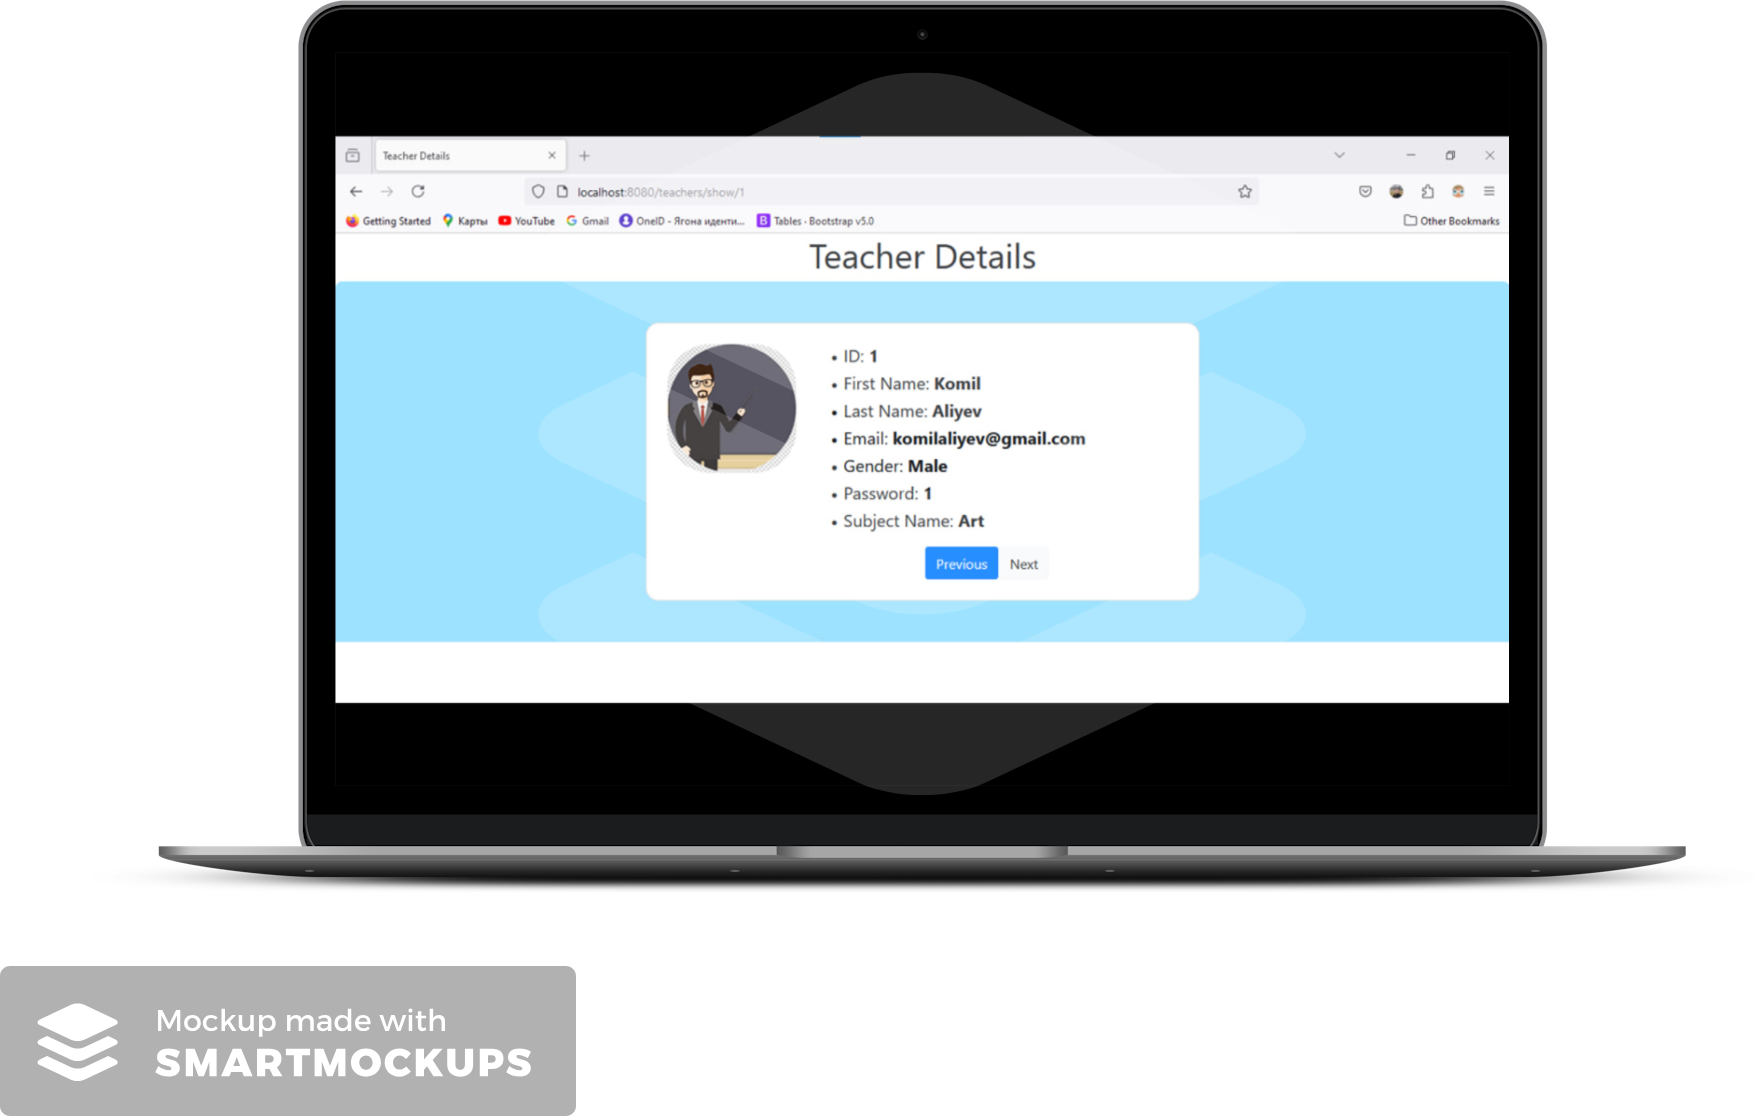 Teacher Details
localhost:8080/teachers/show/1
Getting Started Карты YouTube Gmail OneID - Ягона иденти... Tables · Bootstrap v5.0 Other Bookmarks
Teacher Details
• ID: 1
• First Name: Komil
• Last Name: Aliyev
• Email: komilaliyev@gmail.com
• Gender: Male
• Password: 1
• Subject Name: Art
Previous Next
Mockup made with
SMARTMOCKUPS